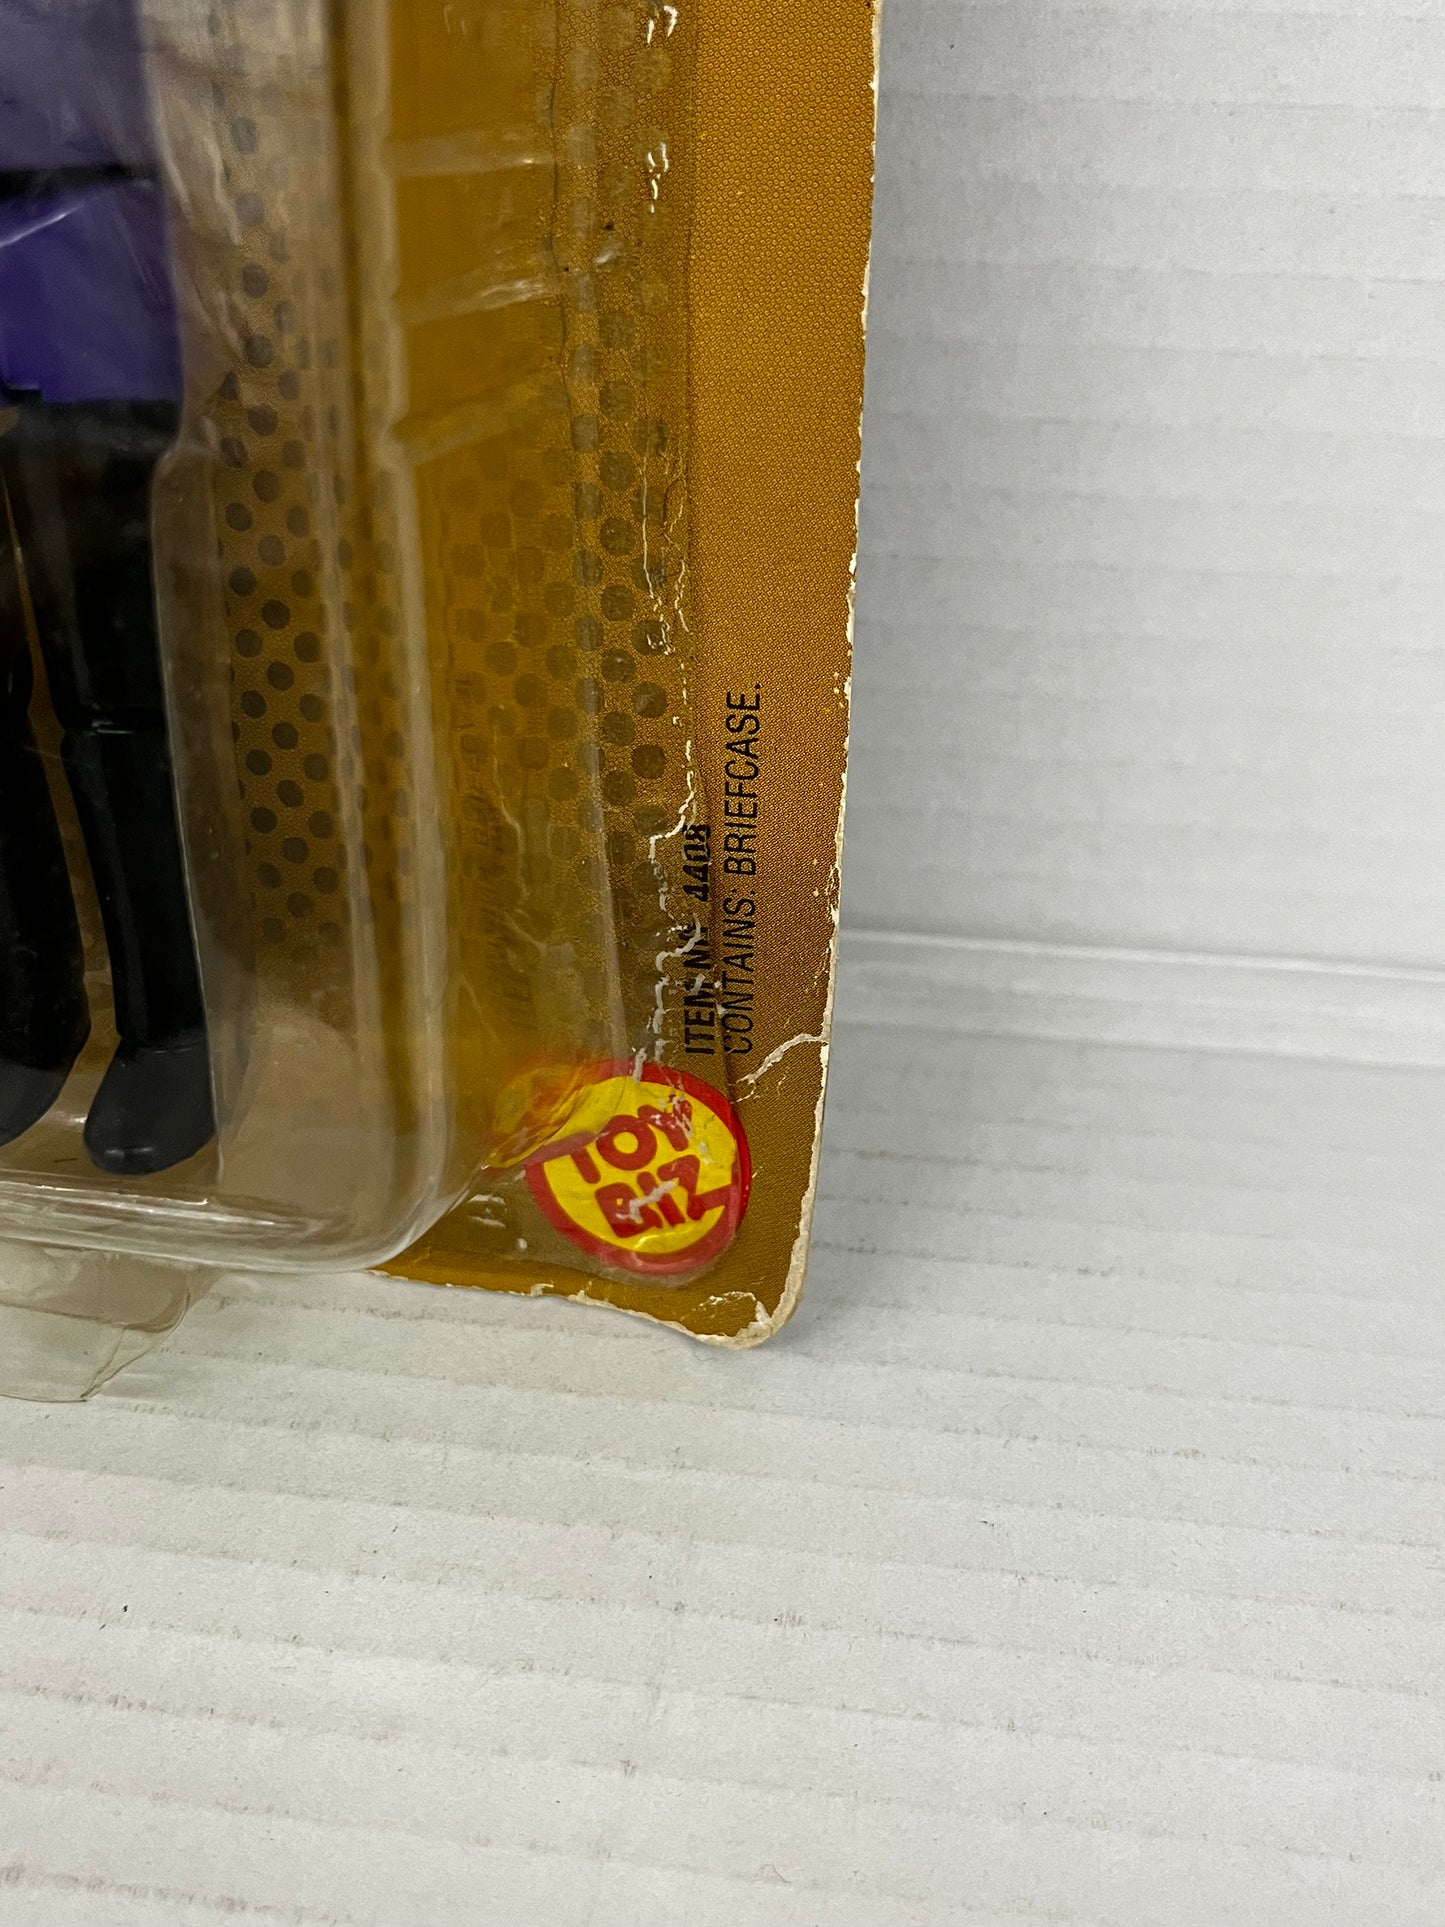 ITEM No. 4408
CONTAINS: BRIEFCASE.
TOY
BIZ